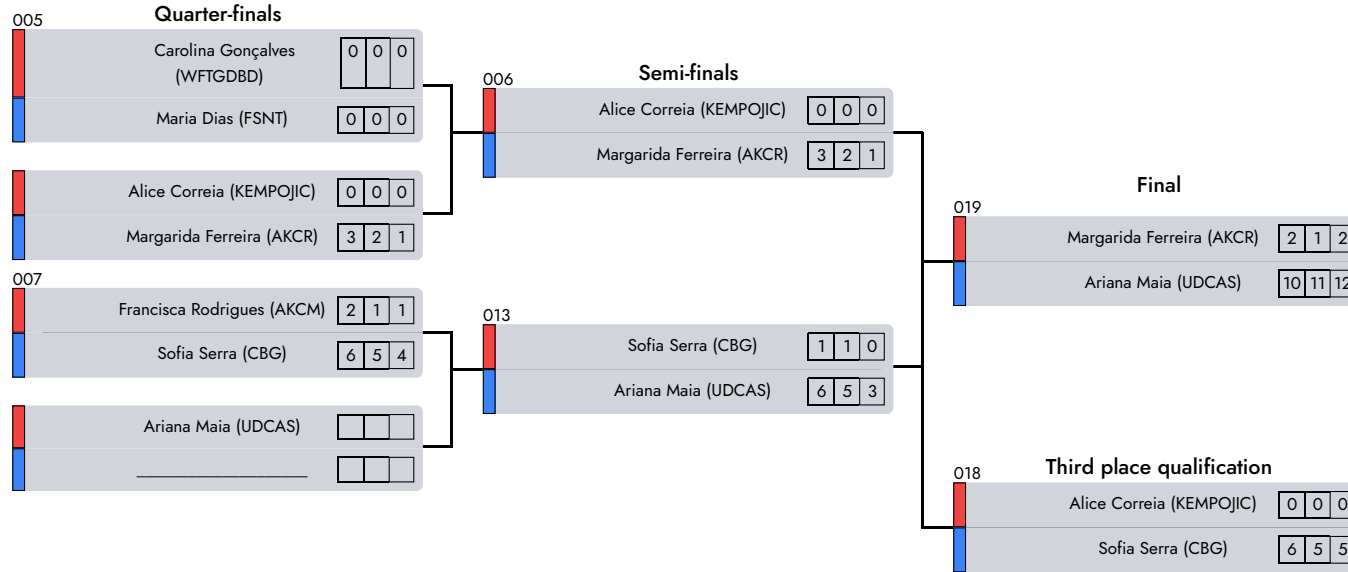 Quarter-finals
005
Carolina Gonçalves
(WFTGDBD)
0 0 0
Maria Dias (FSNT)
0 0 0
Alice Correia (KEMPOJIC)
0 0 0
Margarida Ferreira (AKCR)
3 2 1
007
Francisca Rodrigues (AKCM)
2 1 1
Sofia Serra (CBG)
6 5 4
Ariana Maia (UDCAS)
Semi-finals
006
Alice Correia (KEMPOJIC)
0 0 0
Margarida Ferreira (AKCR)
3 2 1
013
Sofia Serra (CBG)
1 1 0
Ariana Maia (UDCAS)
6 5 3
Final
019
Margarida Ferreira (AKCR)
2 1 2
Ariana Maia (UDCAS)
10 11 12
Third place qualification
018
Alice Correia (KEMPOJIC)
0 0 0
Sofia Serra (CBG)
6 5 5